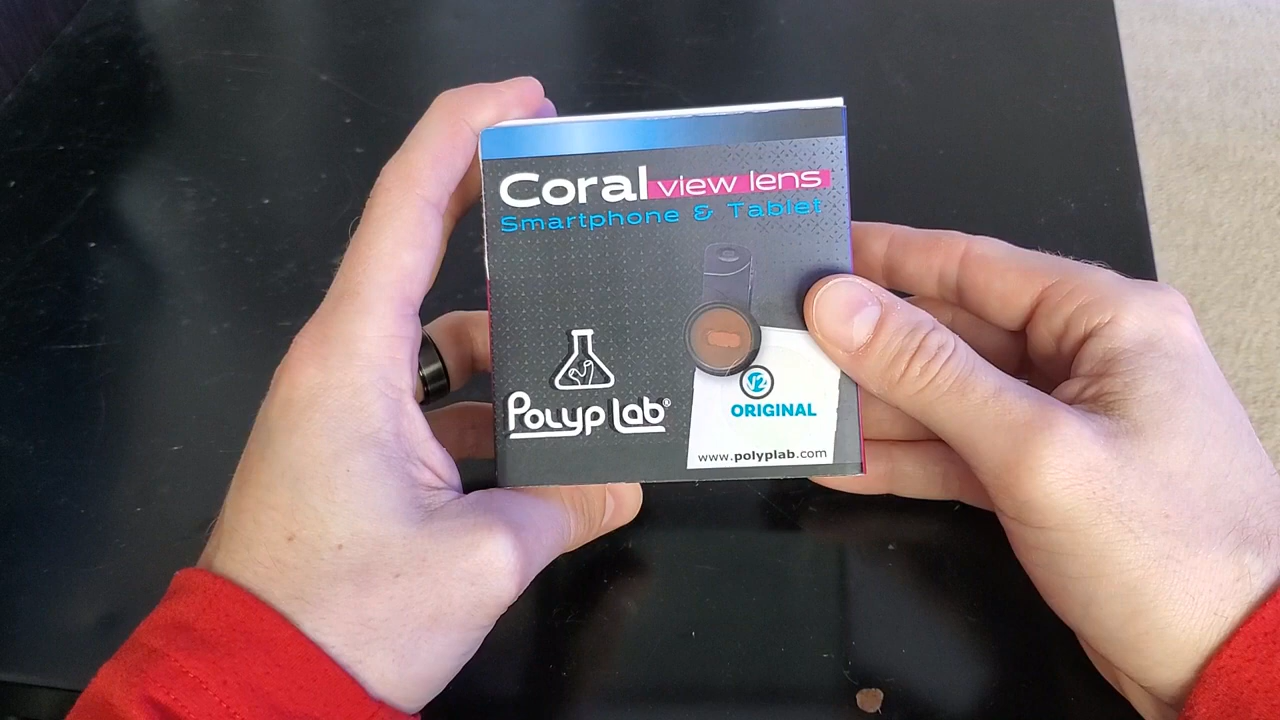 Coral view lens
Smartphone & Tablet
V2
ORIGINAL
Polyp lab®
www.polyplab.com